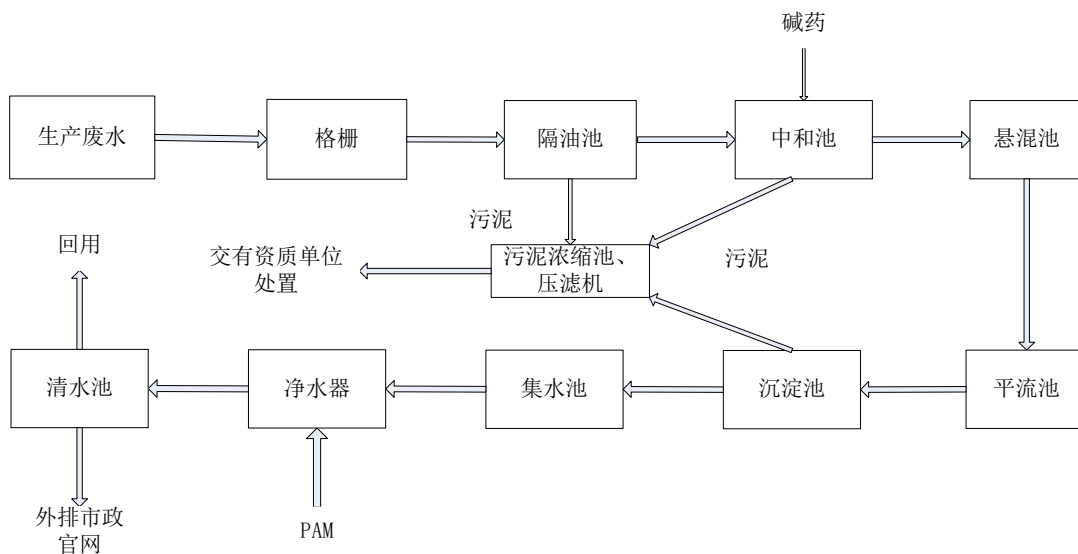 碱药
生产废水
格栅
隔油池
中和池
悬混池
污泥
回用
交有资质单位
处置
污泥浓缩池、
压滤机
污泥
清水池
净水器
集水池
沉淀池
平流池
外排市政
官网
PAM